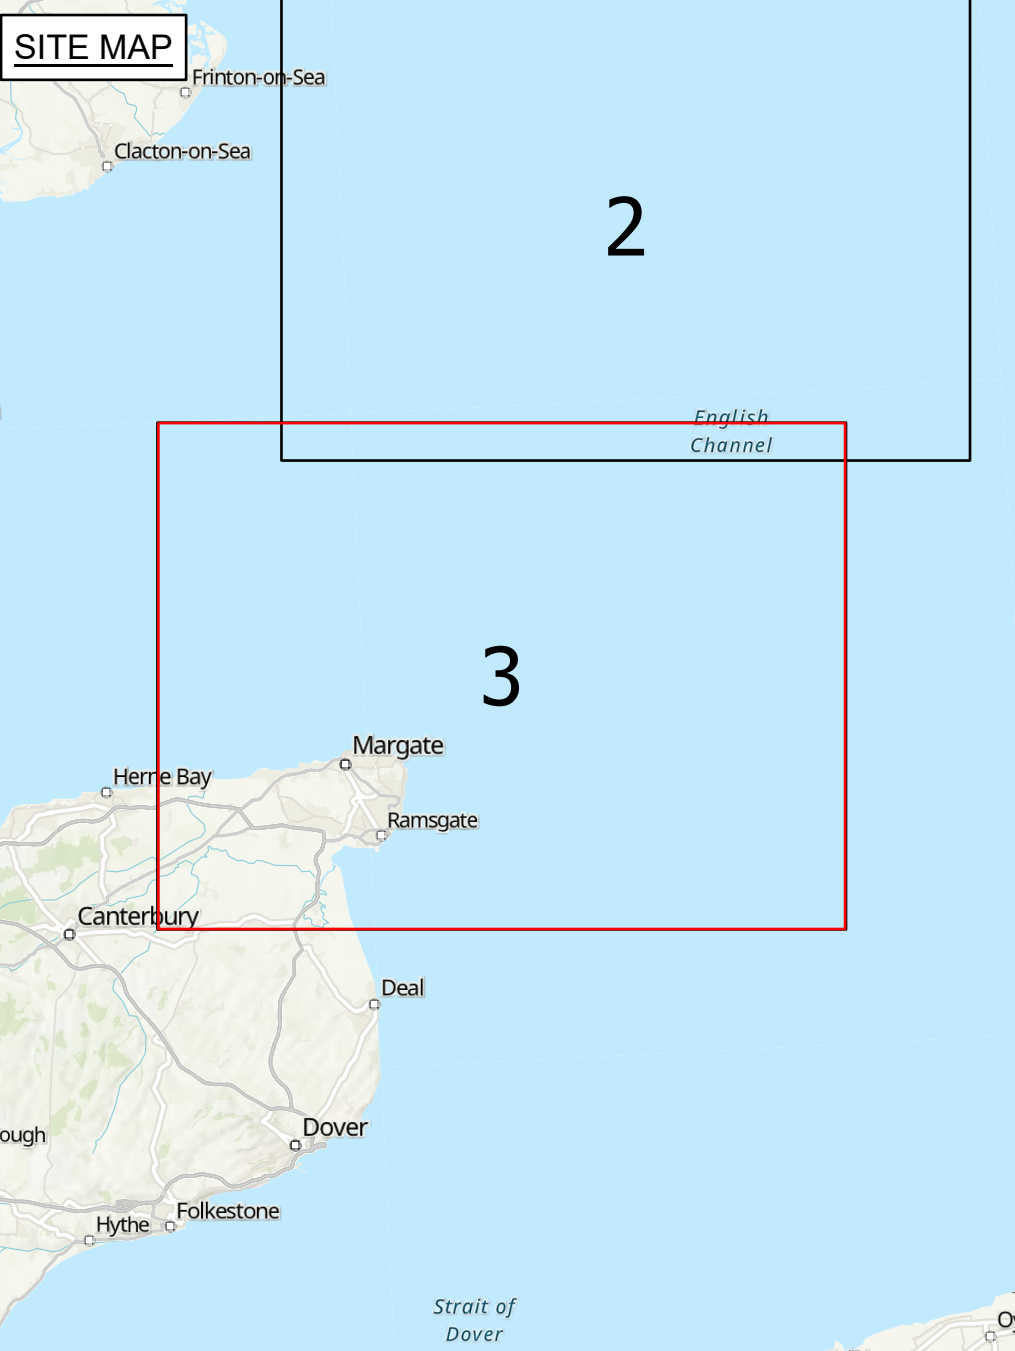 SITE MAP
Frinton-on-Sea
Clacton-on-Sea
2
English
Channel
3
Margate
Herne Bay
Ramsgate
Canterbury
Deal
Dover
ough
Folkestone
Hythe
Strait of
Dover
Oy